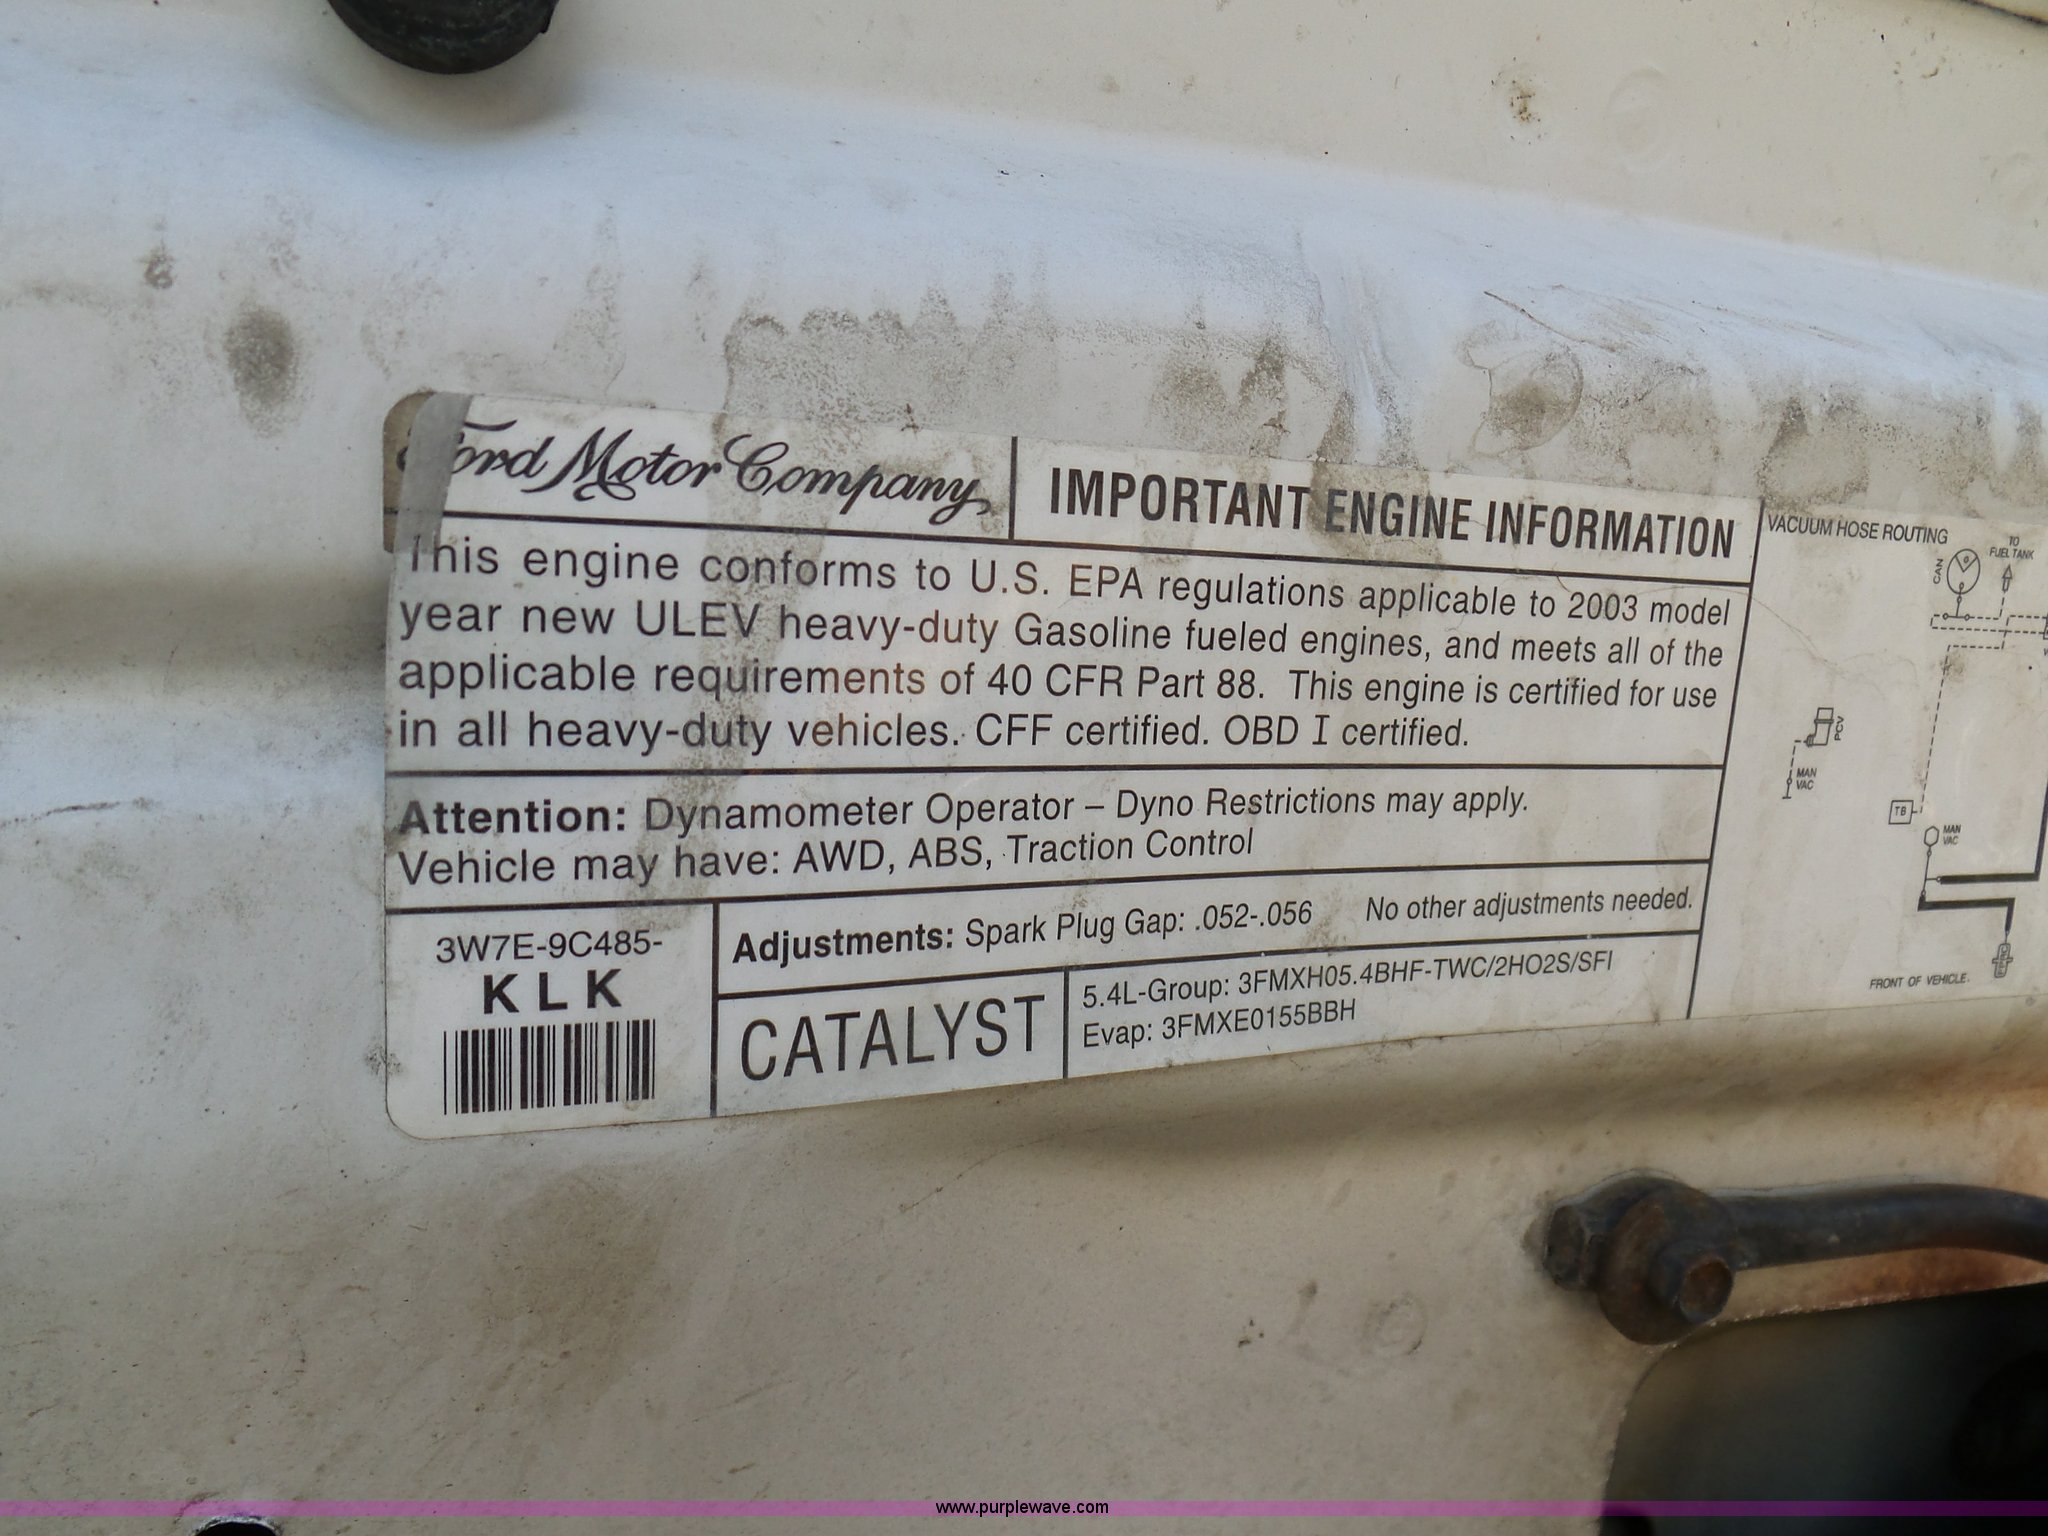 Ford Motor Company
IMPORTANT ENGINE INFORMATION
This engine conforms to U.S. EPA regulations applicable to 2003 model
year new ULEV heavy-duty Gasoline fueled engines, and meets all of the
applicable requirements of 40 CFR Part 88. This engine is certified for use
in all heavy-duty vehicles. CFF certified. OBD I certified.
Attention: Dynamometer Operator – Dyno Restrictions may apply.
Vehicle may have: AWD, ABS, Traction Control
3W7E-9C485-
KLK
Adjustments: Spark Plug Gap: .052-.056 No other adjustments needed.
CATALYST
5.4L-Group: 3FMXH05.4BHF-TWC/2HO2S/SFI
Evap: 3FMXE0155BBH
VACUUM HOSE ROUTING
CAN
TO
FUEL TANK
PCV
MAN
VAC
TB
MAN
VAC
FRONT OF VEHICLE
www.purplewave.com